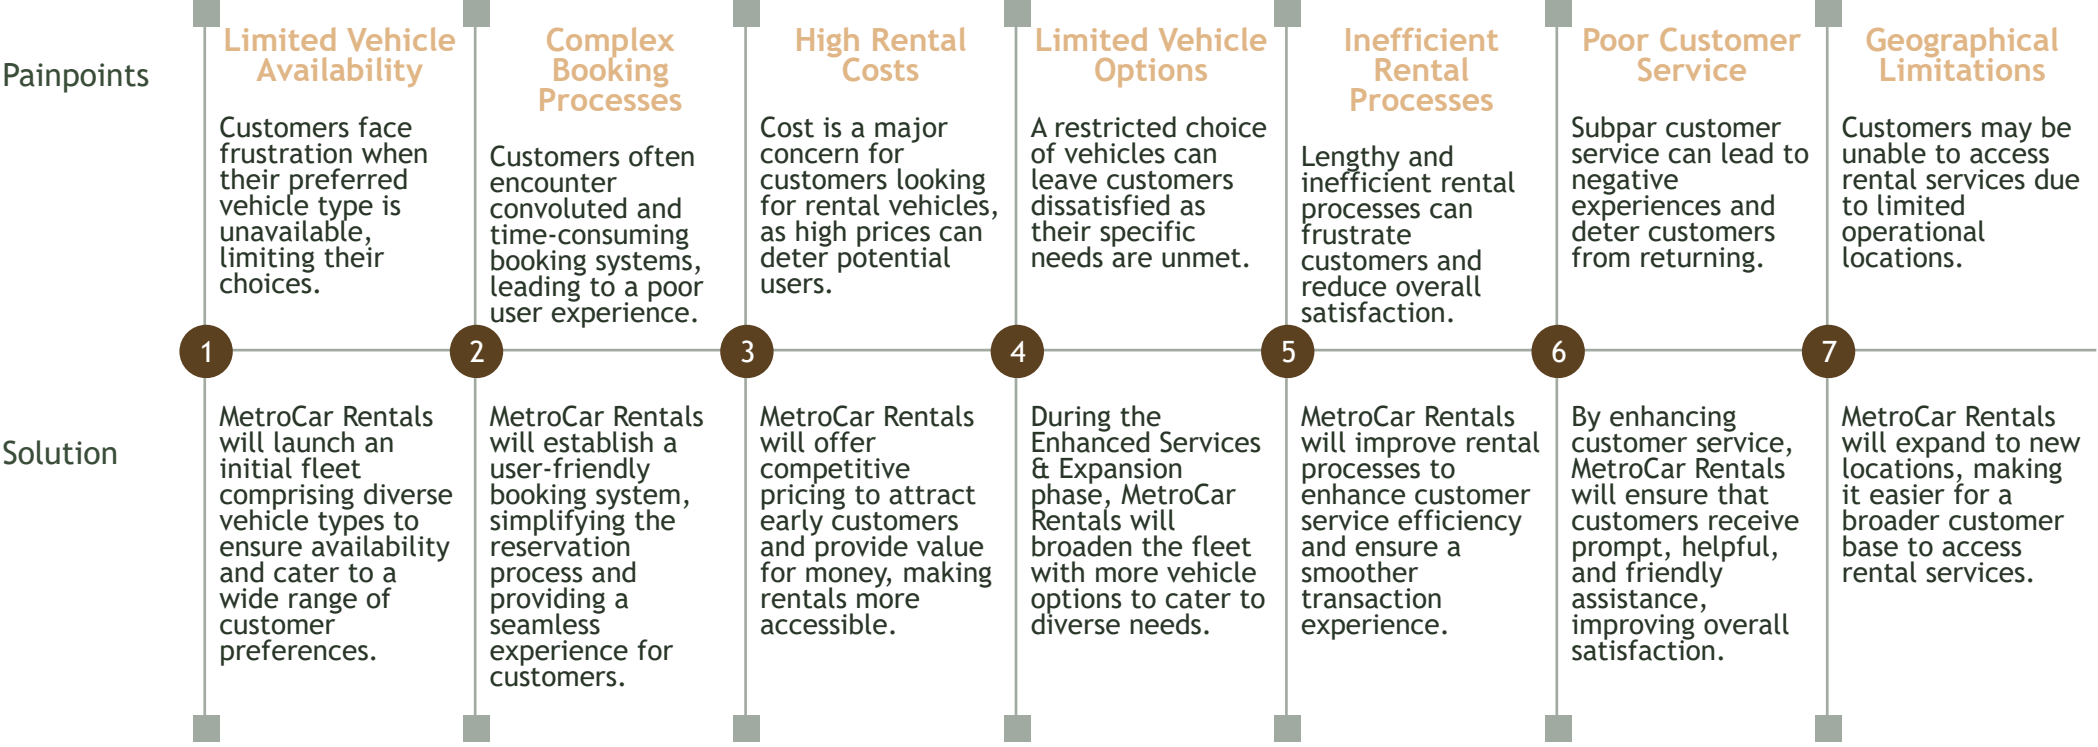 Painpoints
Limited Vehicle
Availability
Customers face
frustration when
their preferred
vehicle type is
unavailable,
limiting their
choices.
Complex
Booking
Processes
Customers often
encounter
convoluted and
time-consuming
booking systems,
leading to a poor
user experience.
High Rental
Costs
Cost is a major
concern for
customers looking
for rental vehicles,
as high prices can
deter potential
users.
Limited Vehicle
Options
A restricted choice
of vehicles can
leave customers
dissatisfied as
their specific
needs are unmet.
Inefficient
Rental
Processes
Lengthy and
inefficient rental
processes can
frustrate
customers and
reduce overall
satisfaction.
Poor Customer
Service
Subpar customer
service can lead to
negative
experiences and
deter customers
from returning.
Geographical
Limitations
Customers may be
unable to access
rental services due
to limited
operational
locations.
1
2
3
4
5
6
7
Solution
MetroCar Rentals
will launch an
initial fleet
comprising diverse
vehicle types to
ensure availability
and cater to a
wide range of
customer
preferences.
MetroCar Rentals
will establish a
user-friendly
booking system,
simplifying the
reservation
process and
providing a
seamless
experience for
customers.
MetroCar Rentals
will offer
competitive
pricing to attract
early customers
and provide value
for money, making
rentals more
accessible.
During the
Enhanced Services
& Expansion
phase, MetroCar
Rentals will
broaden the fleet
with more vehicle
options to cater to
diverse needs.
MetroCar Rentals
will improve rental
processes to
enhance customer
service efficiency
and ensure a
smoother
transaction
experience.
By enhancing
customer service,
MetroCar Rentals
will ensure that
customers receive
prompt, helpful,
and friendly
assistance,
improving overall
satisfaction.
MetroCar Rentals
will expand to new
locations, making
it easier for a
broader customer
base to access
rental services.